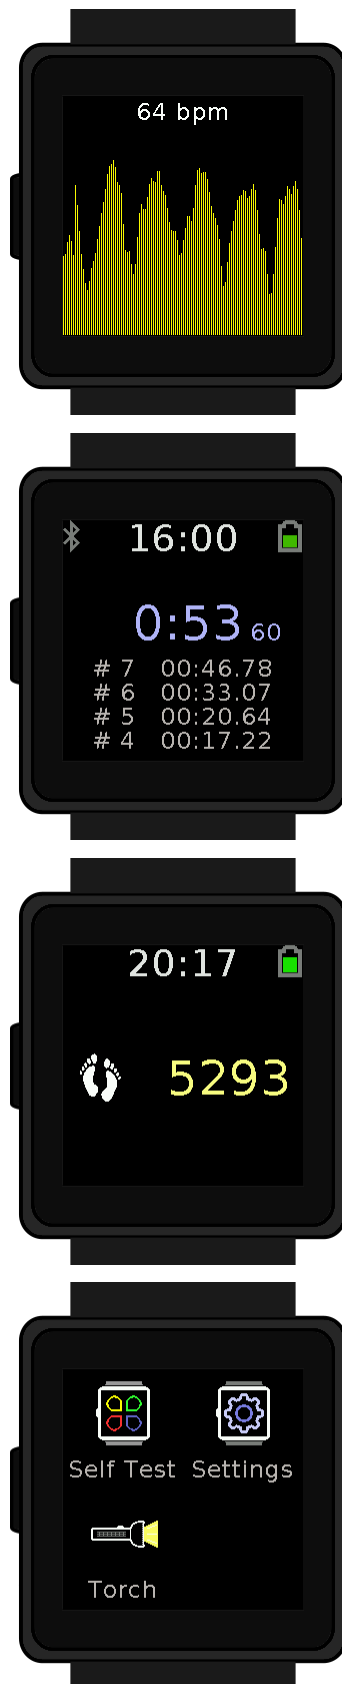 64 bpm
16:00
0:53 60
# 7 00:46.78
# 6 00:33.07
# 5 00:20.64
# 4 00:17.22
20:17
5293
Self Test Settings
Torch